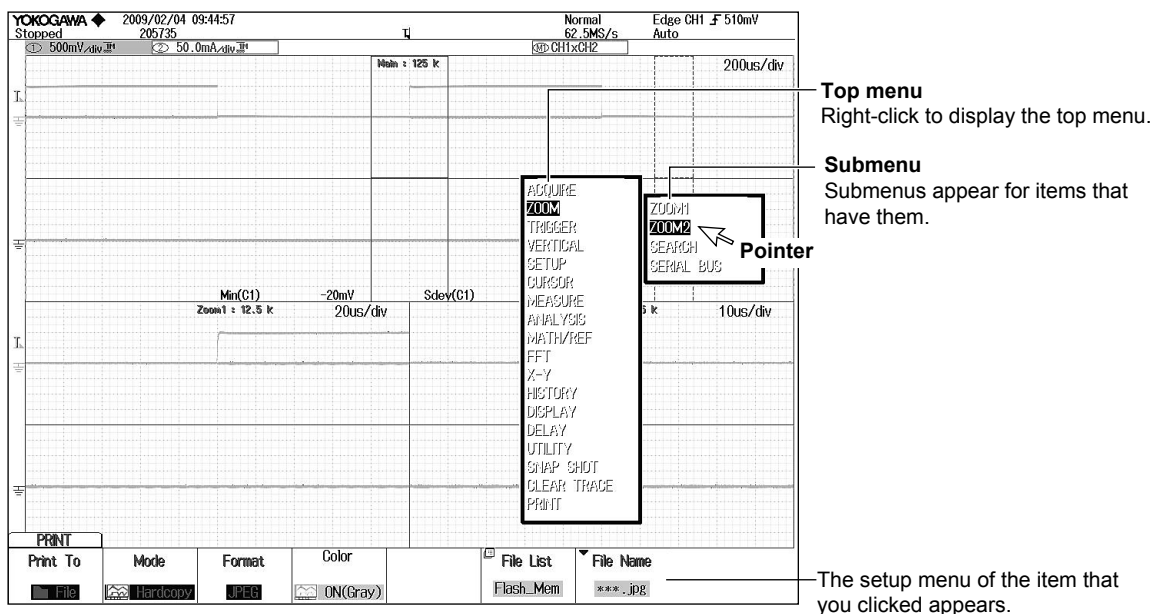 YOKOGAWA ◆ 2009/02/04 09:44:57 Normal Edge CH1 510mV
Stopped 205735 T 62.5MS/s Auto
① 500mV/div ② 50.0mA/div M1 CH1xCH2
Main : 125 k 200us/div
Top menu
Right-click to display the top menu.
Submenu
Submenus appear for items that
have them.
ACQUIRE
ZOOM
TRIGGER
VERTICAL
SETUP
CURSOR
MEASURE
ANALYSIS
MATH/REF
FFT
X-Y
HISTORY
DISPLAY
DELAY
UTILITY
SNAP SHOT
CLEAR TRACE
PRINT
ZOOM1
ZOOM2
SEARCH
SERIAL BUS
Pointer
Min(C1) -20mV Sdev(C1)
Zoom1 : 12.5 k 20us/div k 10us/div
PRINT
Print To Mode Format Color File List File Name
File Hardcopy JPEG ON(Gray) Flash_Mem ***.jpg
The setup menu of the item that
you clicked appears.